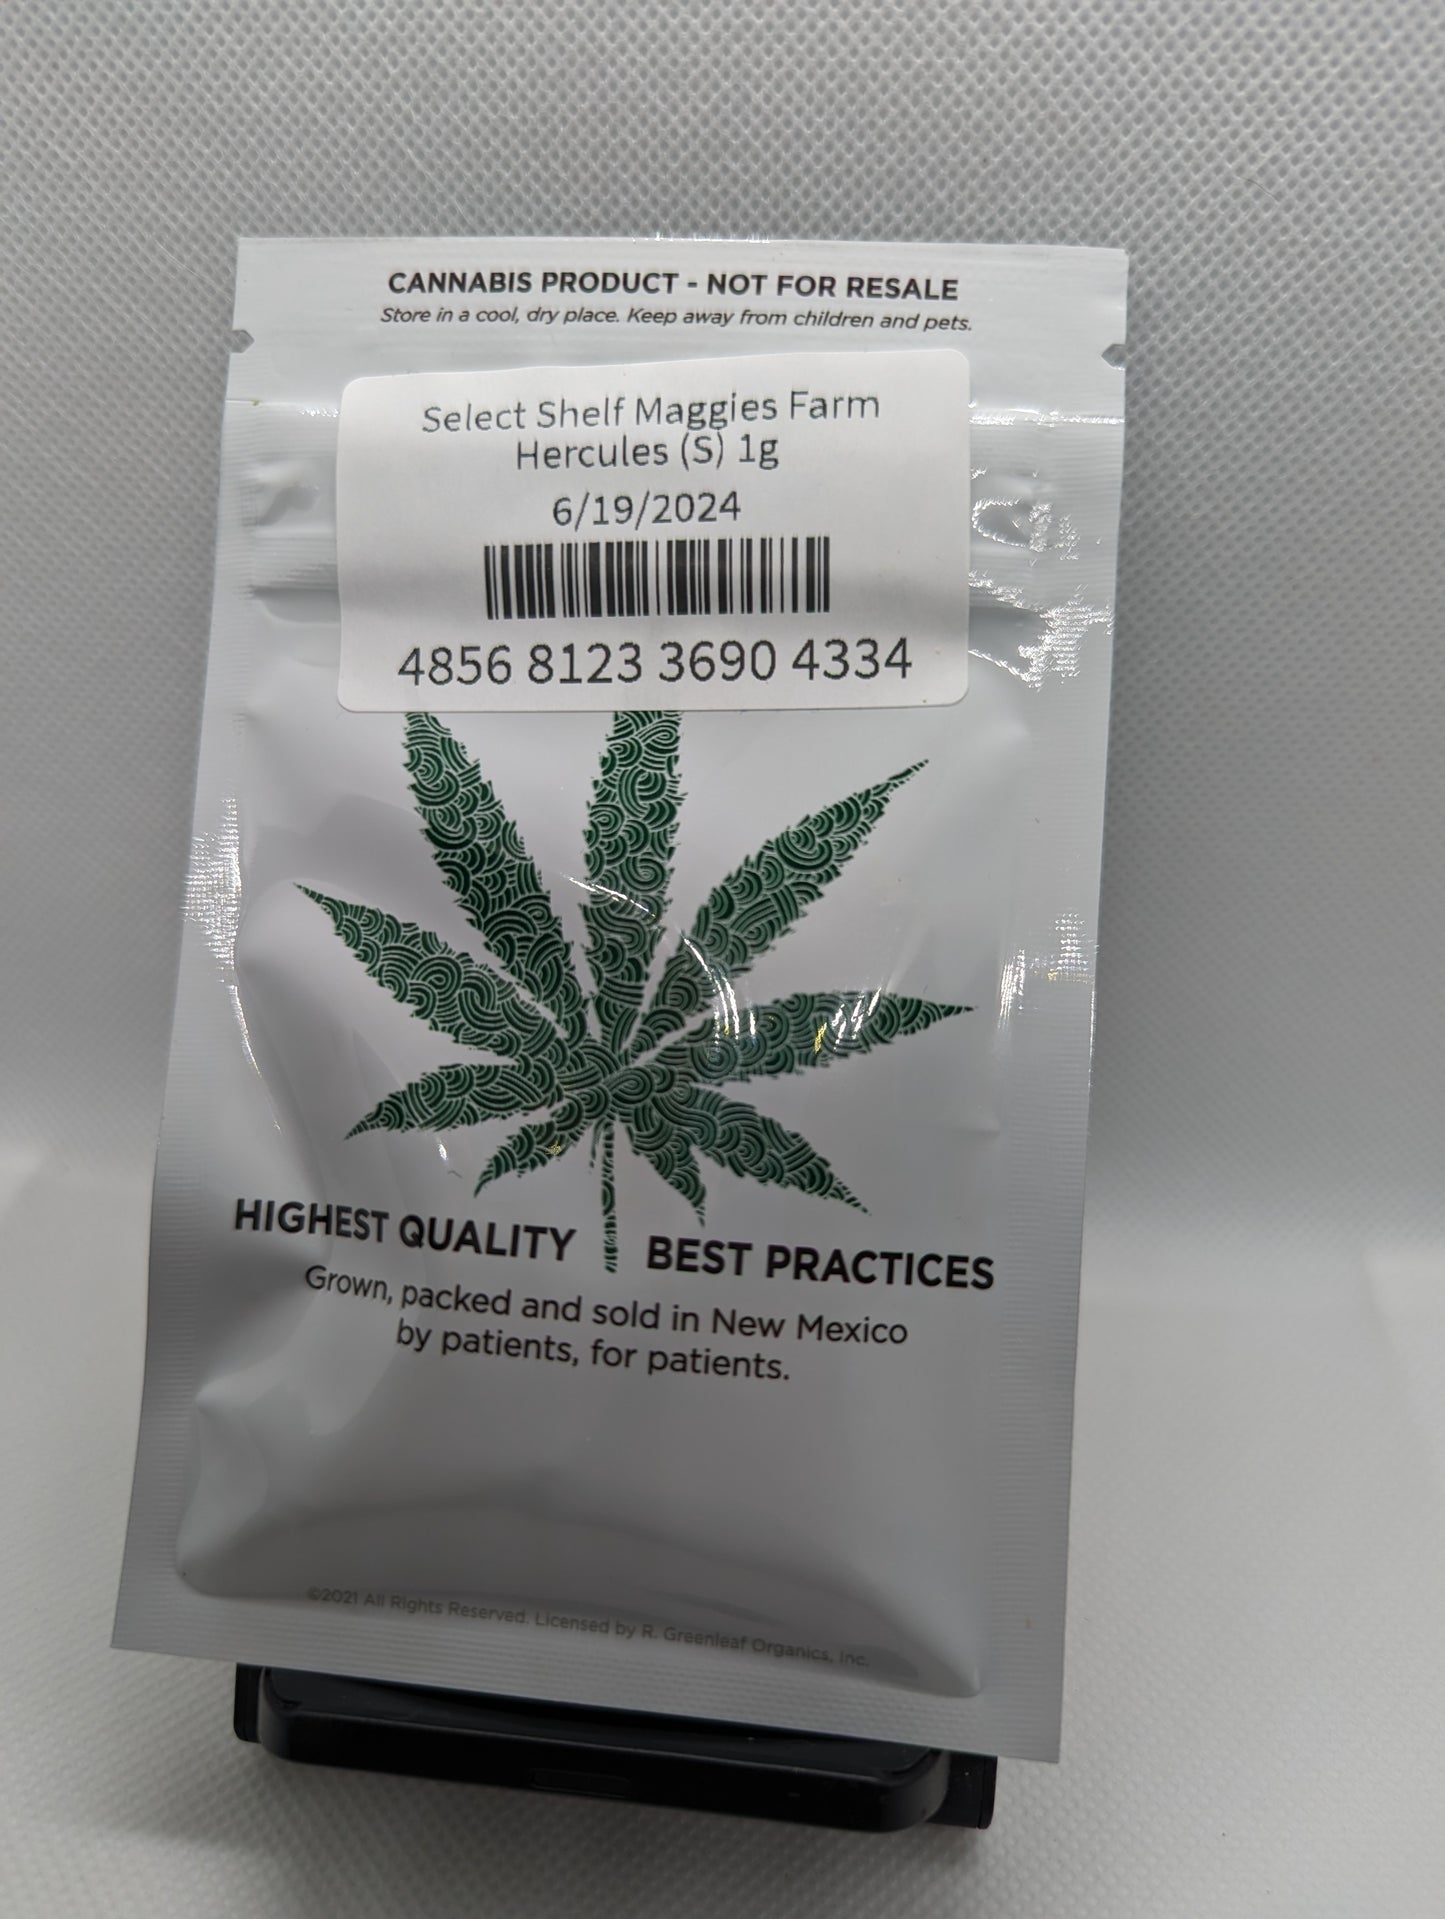 CANNABIS PRODUCT - NOT FOR RESALE
Store in a cool, dry place. Keep away from children and pets.
Select Shelf Maggies Farm
Hercules (S) 1g
6/19/2024
4856 8123 3690 4334
HIGHEST QUALITY BEST PRACTICES
Grown, packed and sold in New Mexico
by patients, for patients.
©2021 All Rights Reserved. Licensed by R. Greenleaf Organics, Inc.